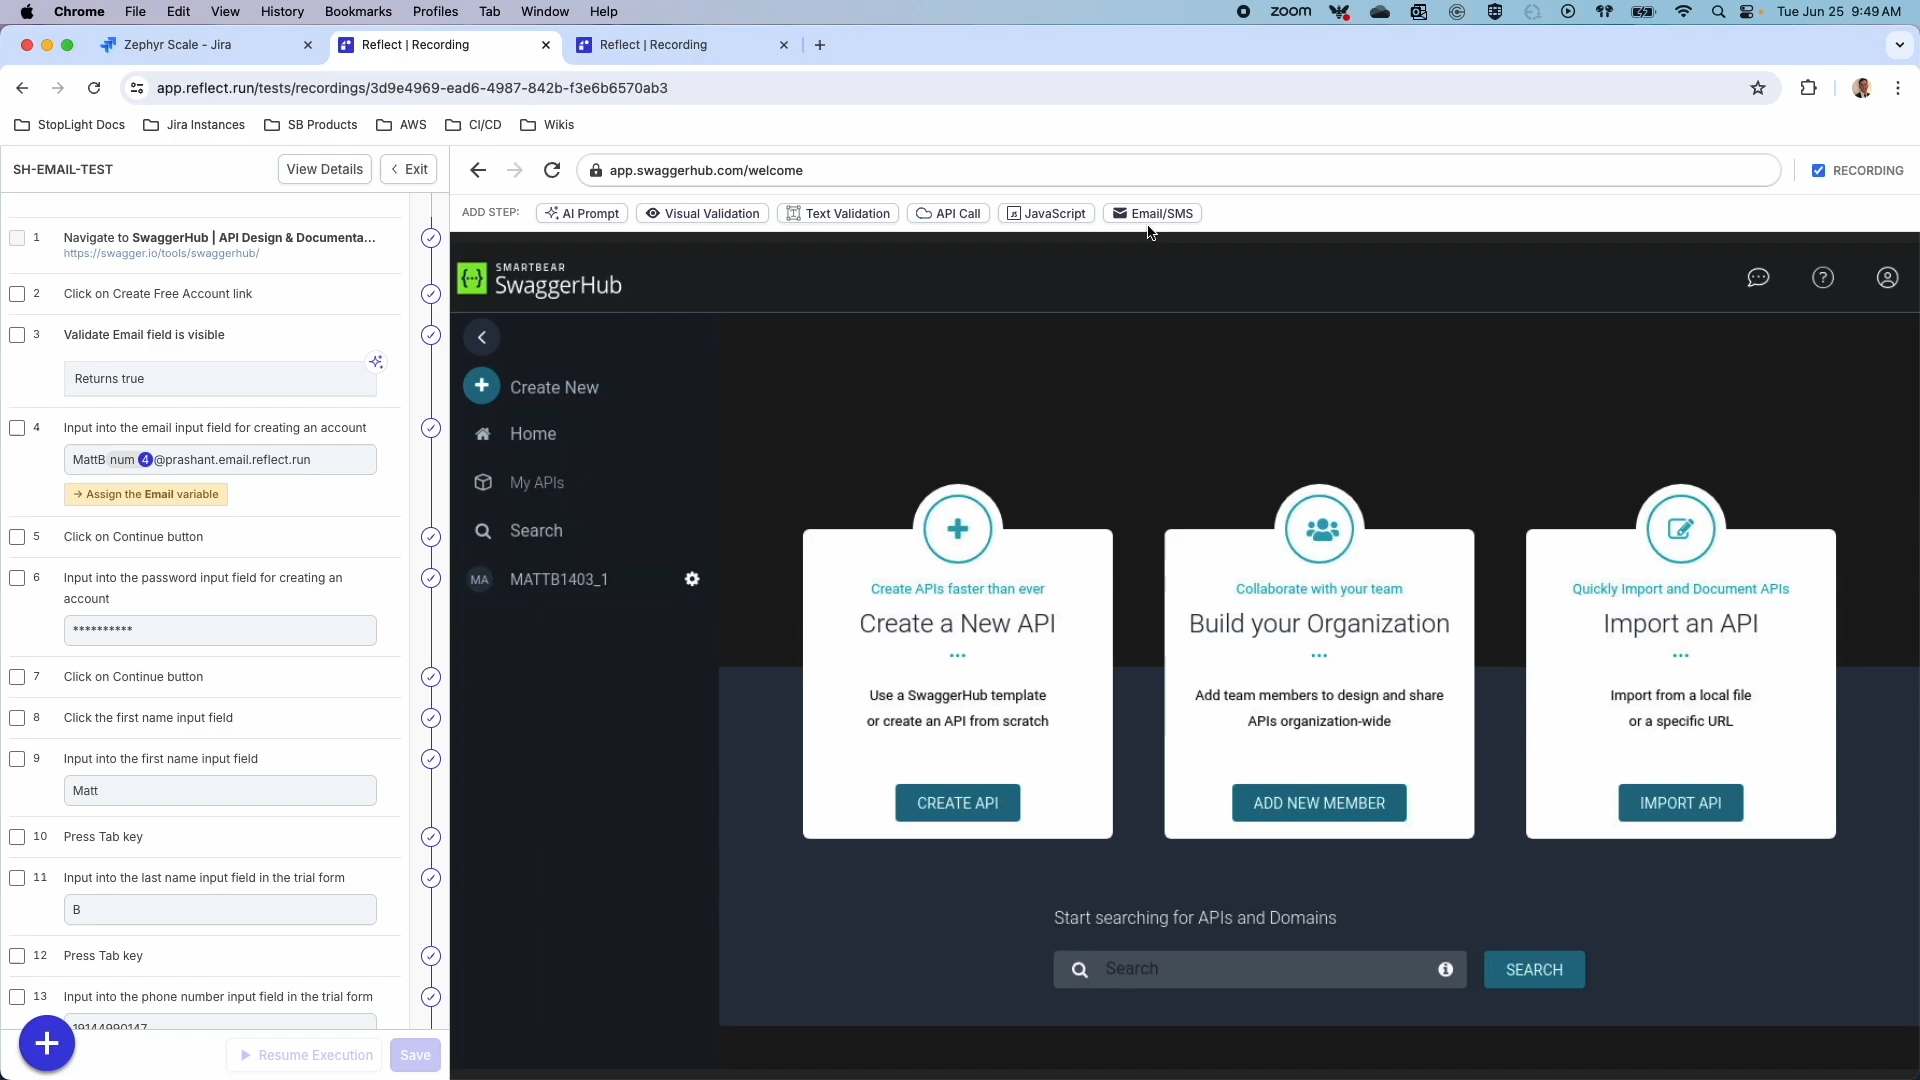 Chrome File Edit View History Bookmarks Profiles Tab Window Help
zoom
Tue Jun 25 9:49 AM
Zephyr Scale - Jira
Reflect | Recording
Reflect | Recording
app.reflect.run/tests/recordings/3d9e4969-ead6-4987-842b-f3e6b6570ab3
StopLight Docs Jira Instances SB Products AWS CI/CD Wikis
SH-EMAIL-TEST
View Details
Exit
app.swaggerhub.com/welcome
RECORDING
ADD STEP: AI Prompt Visual Validation Text Validation API Call JavaScript Email/SMS
1 Navigate to SwaggerHub | API Design & Documenta...
https://swagger.io/tools/swaggerhub/
2 Click on Create Free Account link
3 Validate Email field is visible
Returns true
4 Input into the email input field for creating an account
MattB num 4 @prashant.email.reflect.run
→ Assign the Email variable
5 Click on Continue button
6 Input into the password input field for creating an
account
**********
7 Click on Continue button
8 Click the first name input field
9 Input into the first name input field
Matt
10 Press Tab key
11 Input into the last name input field in the trial form
B
12 Press Tab key
13 Input into the phone number input field in the trial form
19144990147
Resume Execution
Save
SMARTBEAR
SwaggerHub
Create New
Home
My APIs
Search
MA MATTB1403_1
Create APIs faster than ever
Create a New API
...
Use a SwaggerHub template
or create an API from scratch
CREATE API
Collaborate with your team
Build your Organization
...
Add team members to design and share
APIs organization-wide
ADD NEW MEMBER
Quickly Import and Document APIs
Import an API
...
Import from a local file
or a specific URL
IMPORT API
Start searching for APIs and Domains
Search
SEARCH